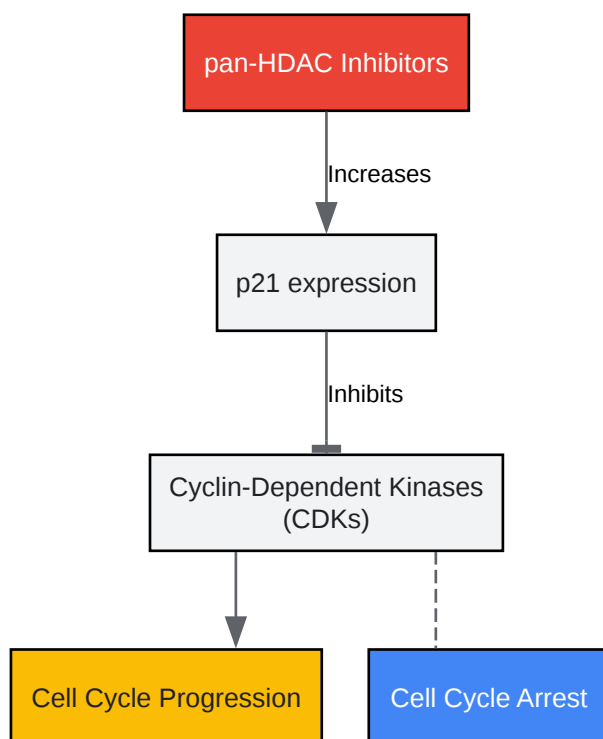 pan-HDAC Inhibitors
Increases
p21 expression
Inhibits
Cyclin-Dependent Kinases
(CDKs)
Cell Cycle Progression
Cell Cycle Arrest